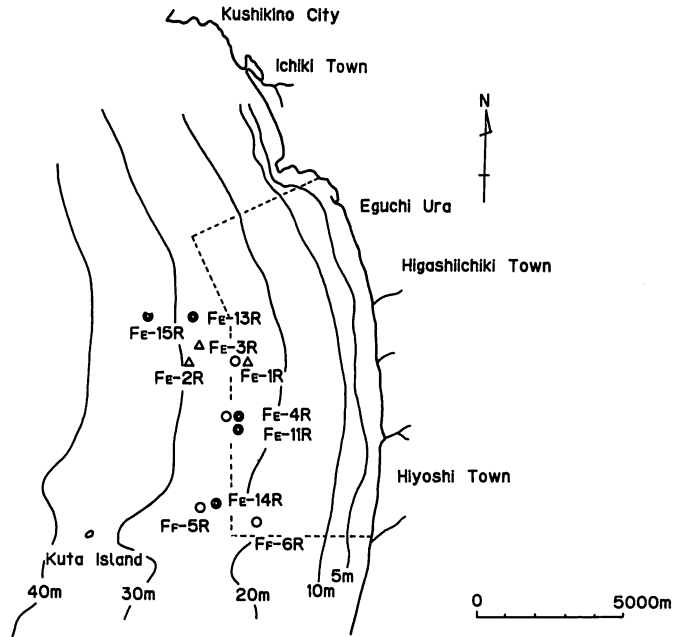 Kushikino City
Ichiki Town
N
Eguchi Ura
Higashiichiki Town
FE-13R
FE-15R
FE-3R
FE-2R
FE-1R
FE-4R
FE-11R
Hiyoshi Town
FE-14R
FF-5R
FF-6R
Kuta Island
40m
30m
20m
10m
5m
0
5000m